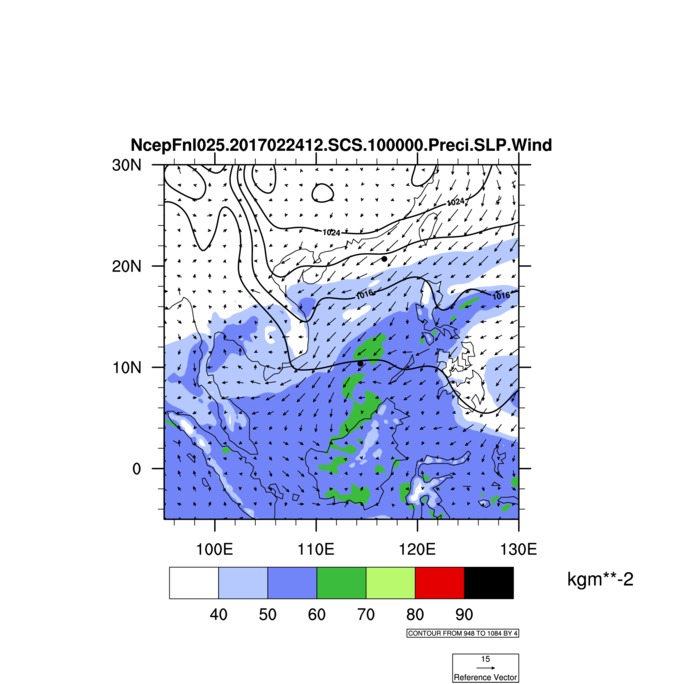 NcepFnl025.2017022412.SCS.100000.Preci.SLP.Wind
30N
1024
1024
20N
1016
1016
10N
0
100E
110E
120E
130E
kgm**-2
40
50
60
70
80
90
CONTOUR FROM 948 TO 1084 BY 4
15
Reference Vector